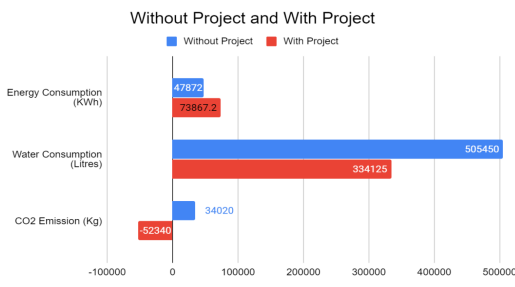 Without Project and With Project
Without Project
With Project
Energy Consumption
(KWh)
47872
73867.2
Water Consumption
(Litres)
505450
334125
CO2 Emission (Kg)
34020
-52340
-100000
0
100000
200000
300000
400000
500000